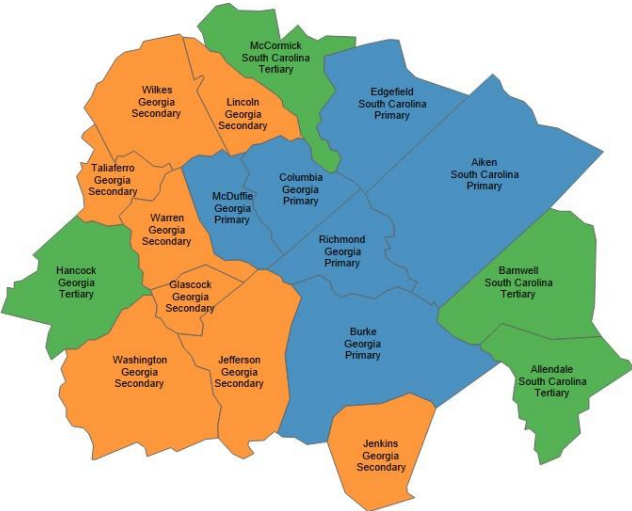 McCormick
South Carolina
Tertiary
Wilkes
Georgia
Secondary
Lincoln
Georgia
Secondary
Edgefield
South Carolina
Primary
Aiken
South Carolina
Primary
Taliaferro
Georgia
Secondary
McDuffie
Georgia
Primary
Columbia
Georgia
Primary
Warren
Georgia
Secondary
Richmond
Georgia
Primary
Hancock
Georgia
Tertiary
Glascock
Georgia
Secondary
Barnwell
South Carolina
Tertiary
Washington
Georgia
Secondary
Jefferson
Georgia
Secondary
Burke
Georgia
Primary
Allendale
South Carolina
Tertiary
Jenkins
Georgia
Secondary